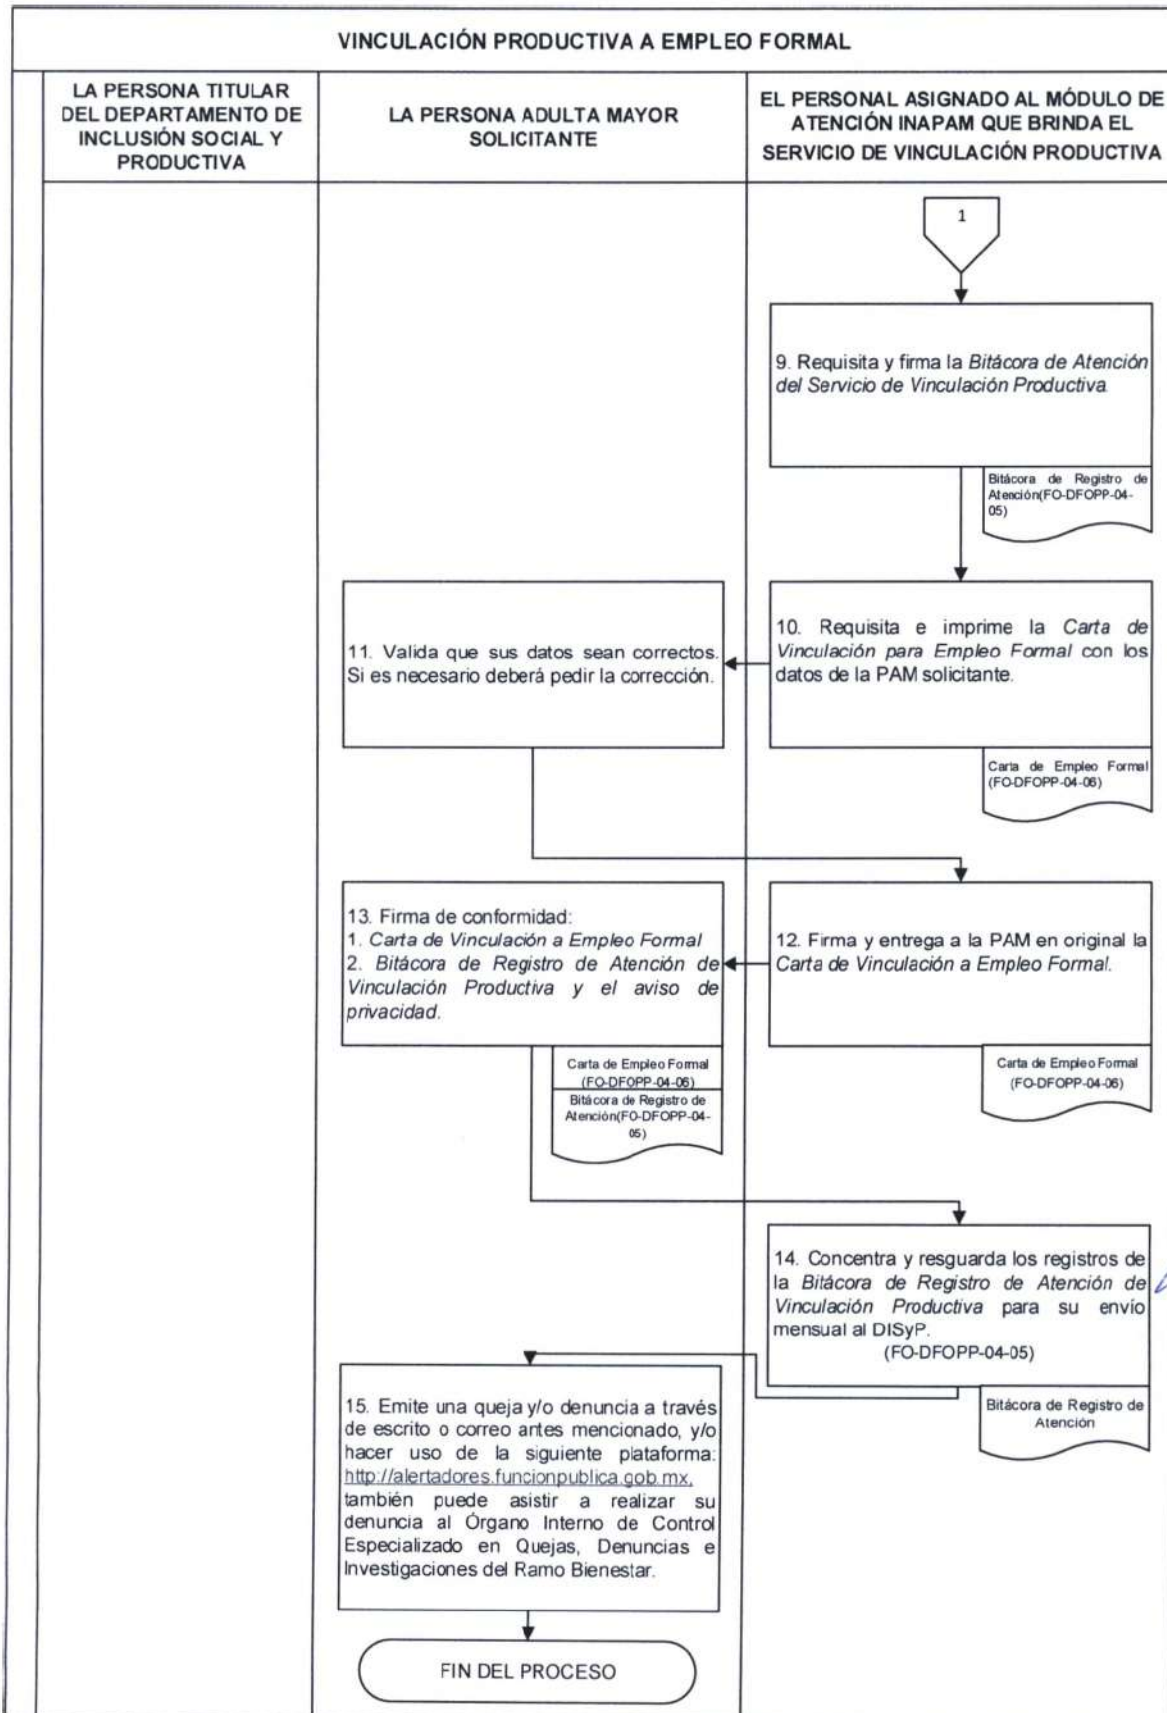 VINCULACIÓN PRODUCTIVA A EMPLEO FORMAL
LA PERSONA TITULAR
DEL DEPARTAMENTO DE
INCLUSIÓN SOCIAL Y
PRODUCTIVA
LA PERSONA ADULTA MAYOR
SOLICITANTE
EL PERSONAL ASIGNADO AL MÓDULO DE
ATENCIÓN INAPAM QUE BRINDA EL
SERVICIO DE VINCULACIÓN PRODUCTIVA
1
9. Requisita y firma la Bitácora de Atención
del Servicio de Vinculación Productiva.
Bitácora de Registro de
Atención(FO-DFOPP-04-
05)
10. Requisita e imprime la Carta de
Vinculación para Empleo Formal con los
datos de la PAM solicitante.
Carta de Empleo Formal
(FO-DFOPP-04-06)
11. Valida que sus datos sean correctos.
Si es necesario deberá pedir la corrección.
12. Firma y entrega a la PAM en original la
Carta de Vinculación a Empleo Formal.
Carta de Empleo Formal
(FO-DFOPP-04-06)
13. Firma de conformidad:
1. Carta de Vinculación a Empleo Formal
2. Bitácora de Registro de Atención de
Vinculación Productiva y el aviso de
privacidad.
Carta de Empleo Formal
(FO-DFOPP-04-06)
Bitácora de Registro de
Atención(FO-DFOPP-04-
05)
14. Concentra y resguarda los registros de
la Bitácora de Registro de Atención de
Vinculación Productiva para su envío
mensual al DISyP.
(FO-DFOPP-04-05)
Bitácora de Registro de
Atención
15. Emite una queja y/o denuncia a través
de escrito o correo antes mencionado, y/o
hacer uso de la siguiente plataforma:
http://alertadores.funcionpublica.gob.mx,
también puede asistir a realizar su
denuncia al Órgano Interno de Control
Especializado en Quejas, Denuncias e
Investigaciones del Ramo Bienestar.
FIN DEL PROCESO